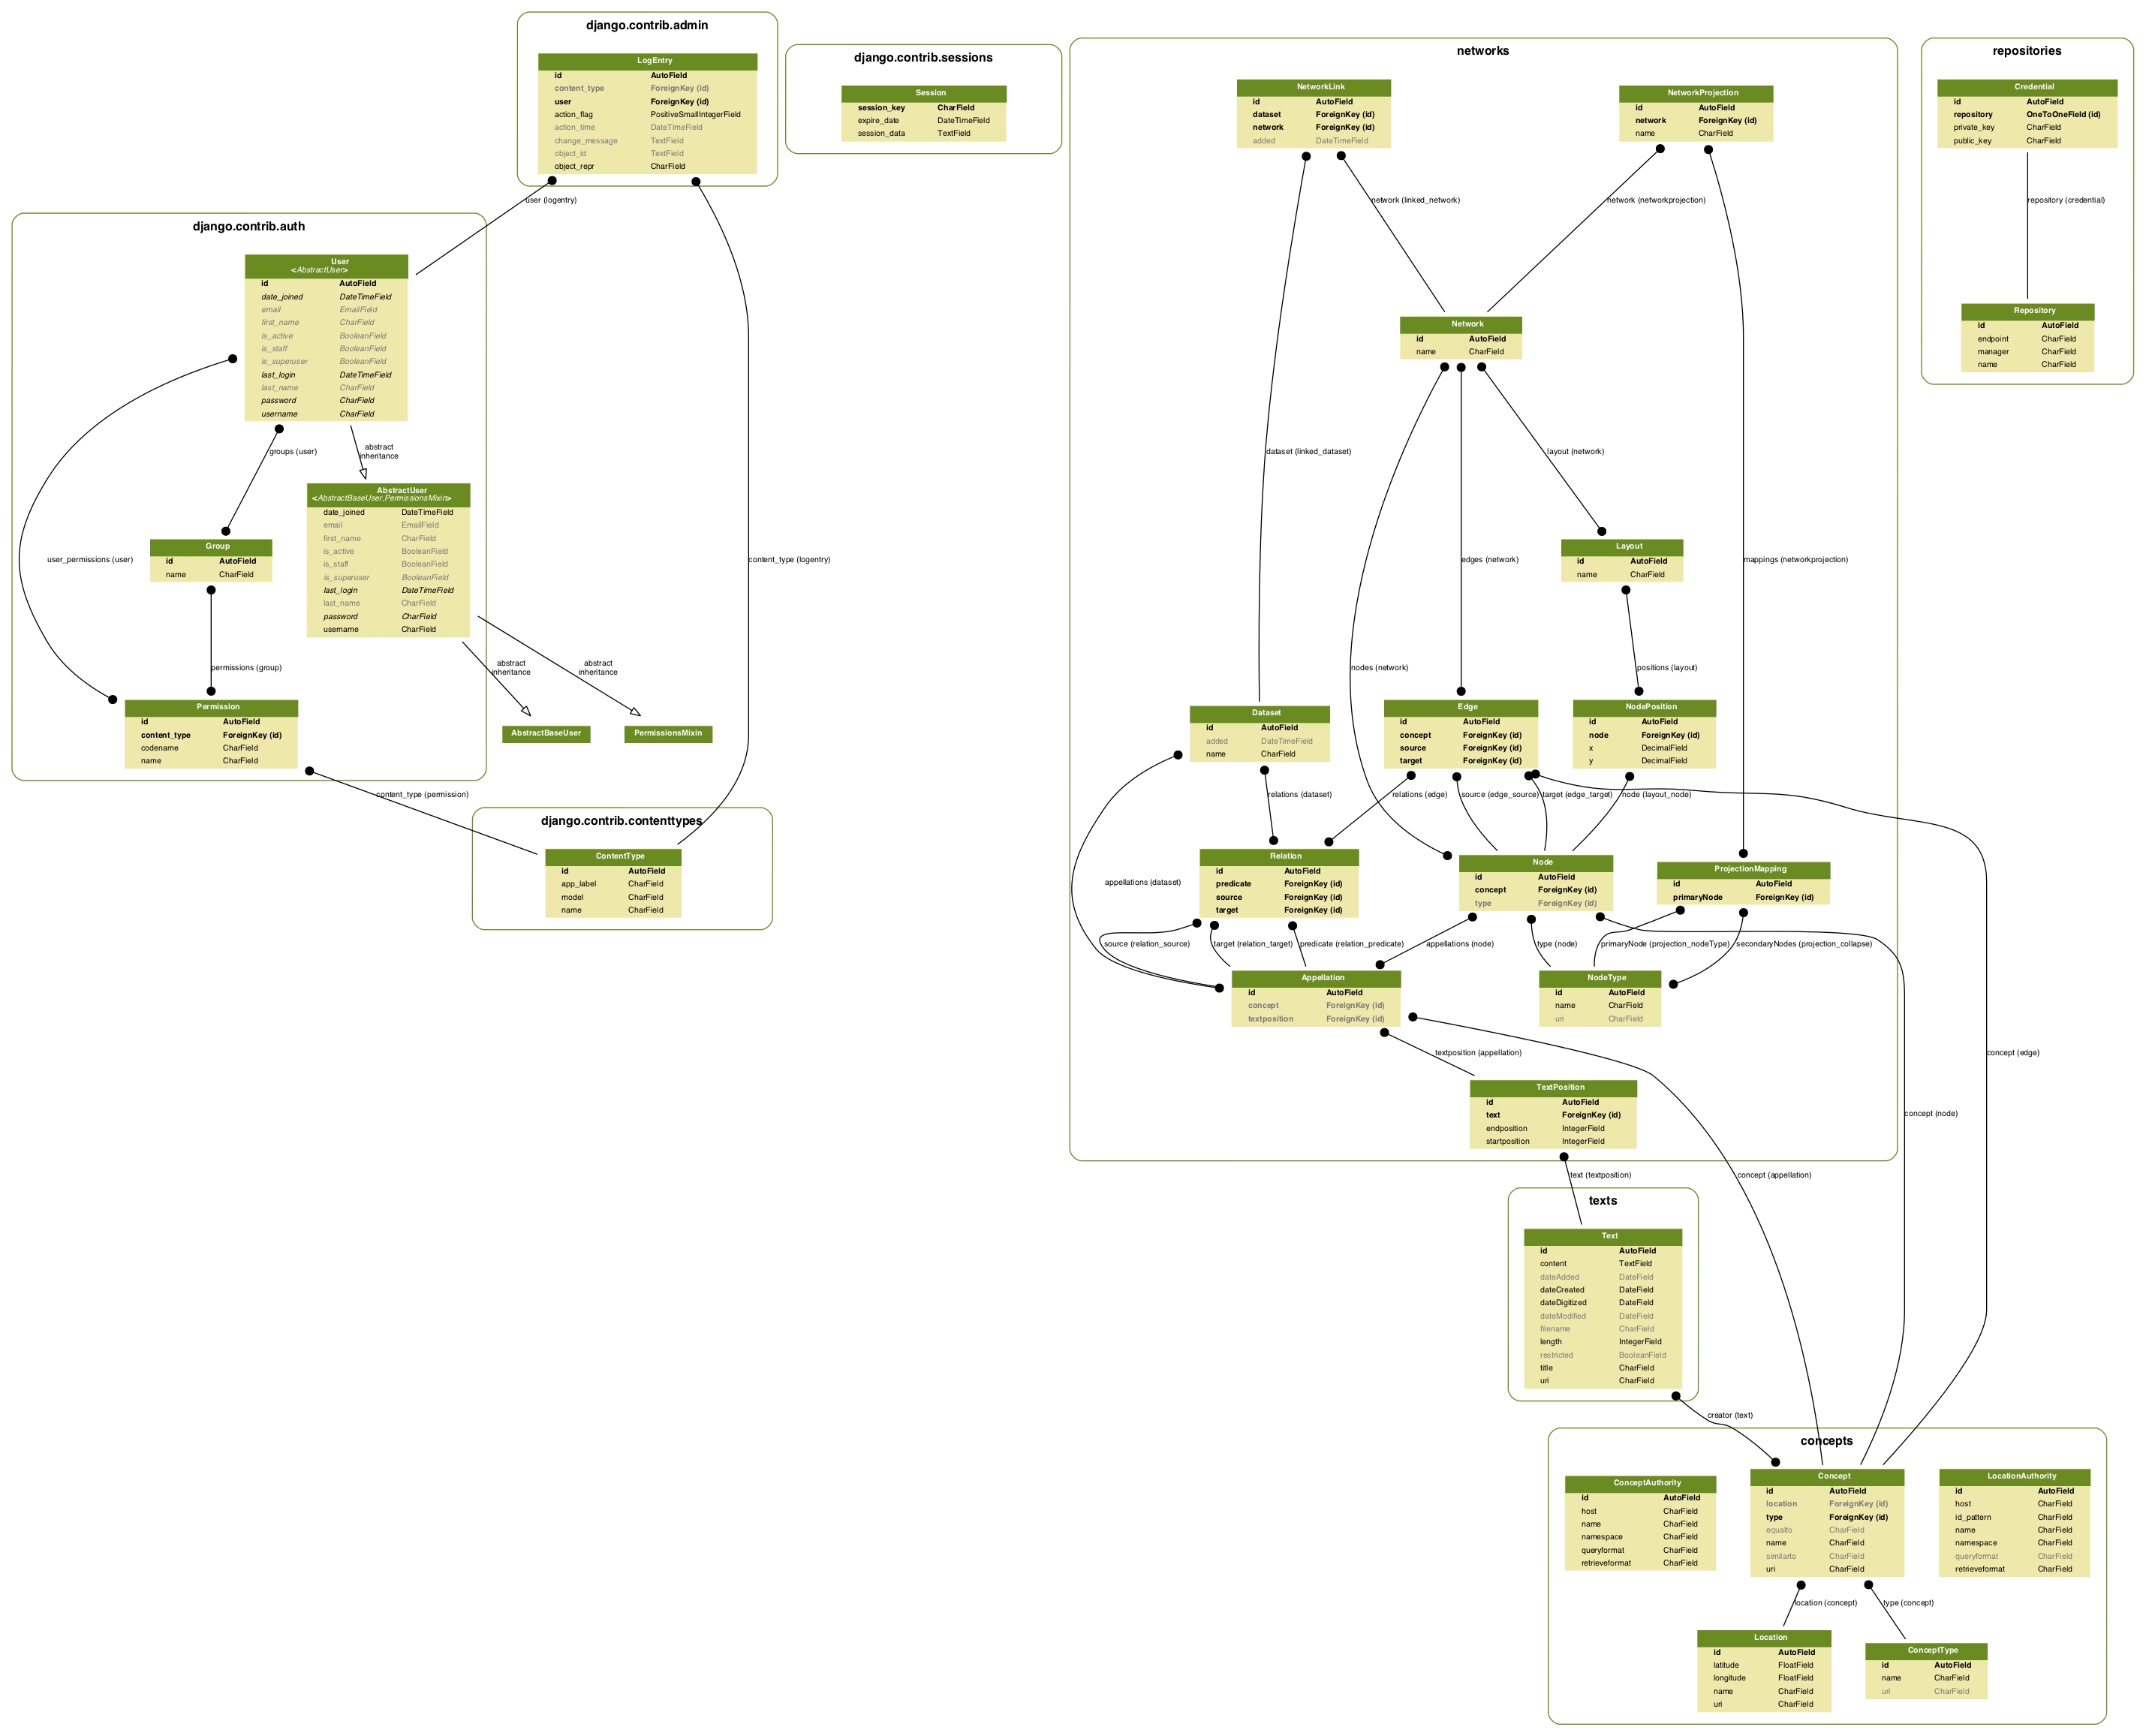 django.contrib.admin
LogEntry
id AutoField
content_type ForeignKey (id)
user ForeignKey (id)
action_flag PositiveSmallIntegerField
action_time DateTimeField
change_message TextField
object_id TextField
object_repr CharField
user (logentry)
content_type (logentry)
django.contrib.sessions
Session
session_key CharField
expire_date DateTimeField
session_data TextField
django.contrib.auth
User
<AbstractUser>
id AutoField
date_joined DateTimeField
email EmailField
first_name CharField
is_active BooleanField
is_staff BooleanField
is_superuser BooleanField
last_login DateTimeField
last_name CharField
password CharField
username CharField
groups (user)
abstract
inheritance
AbstractUser
<AbstractBaseUser,PermissionsMixin>
date_joined DateTimeField
email EmailField
first_name CharField
is_active BooleanField
is_staff BooleanField
is_superuser BooleanField
last_login DateTimeField
last_name CharField
password CharField
username CharField
user_permissions (user)
Group
id AutoField
name CharField
permissions (group)
abstract
inheritance
abstract
inheritance
Permission
id AutoField
content_type ForeignKey (id)
codename CharField
name CharField
AbstractBaseUser
PermissionsMixin
content_type (permission)
django.contrib.contenttypes
ContentType
id AutoField
app_label CharField
model CharField
name CharField
networks
NetworkLink
id AutoField
dataset ForeignKey (id)
network ForeignKey (id)
added DateTimeField
NetworkProjection
id AutoField
network ForeignKey (id)
name CharField
network (linked_network)
network (networkprojection)
Network
id AutoField
name CharField
dataset (linked_dataset)
layout (network)
edges (network)
mappings (networkprojection)
Layout
id AutoField
name CharField
nodes (network)
positions (layout)
Dataset
id AutoField
added DateTimeField
name CharField
Edge
id AutoField
concept ForeignKey (id)
source ForeignKey (id)
target ForeignKey (id)
NodePosition
id AutoField
node ForeignKey (id)
x DecimalField
y DecimalField
relations (dataset)
relations (edge)
source (edge_source)
target (edge_target)
node (layout_node)
appellations (dataset)
Relation
id AutoField
predicate ForeignKey (id)
source ForeignKey (id)
target ForeignKey (id)
Node
id AutoField
concept ForeignKey (id)
type ForeignKey (id)
ProjectionMapping
id AutoField
primaryNode ForeignKey (id)
source (relation_source)
target (relation_target)
predicate (relation_predicate)
appellations (node)
type (node)
primaryNode (projection_nodeType)
secondaryNodes (projection_collapse)
Appellation
id AutoField
concept ForeignKey (id)
textposition ForeignKey (id)
NodeType
id AutoField
name CharField
uri CharField
textposition (appellation)
concept (edge)
TextPosition
id AutoField
text ForeignKey (id)
endposition IntegerField
startposition IntegerField
concept (node)
text (textposition)
concept (appellation)
repositories
Credential
id AutoField
repository OneToOneField (id)
private_key CharField
public_key CharField
repository (credential)
Repository
id AutoField
endpoint CharField
manager CharField
name CharField
texts
Text
id AutoField
content TextField
dateAdded DateField
dateCreated DateField
dateDigitized DateField
dateModified DateField
filename CharField
length IntegerField
restricted BooleanField
title CharField
uri CharField
creator (text)
concepts
ConceptAuthority
id AutoField
host CharField
name CharField
namespace CharField
queryformat CharField
retrieveformat CharField
Concept
id AutoField
location ForeignKey (id)
type ForeignKey (id)
equalto CharField
name CharField
similarto CharField
uri CharField
LocationAuthority
id AutoField
host CharField
id_pattern CharField
name CharField
namespace CharField
queryformat CharField
retrieveformat CharField
location (concept)
type (concept)
Location
id AutoField
latitude FloatField
longitude FloatField
name CharField
uri CharField
ConceptType
id AutoField
name CharField
uri CharField